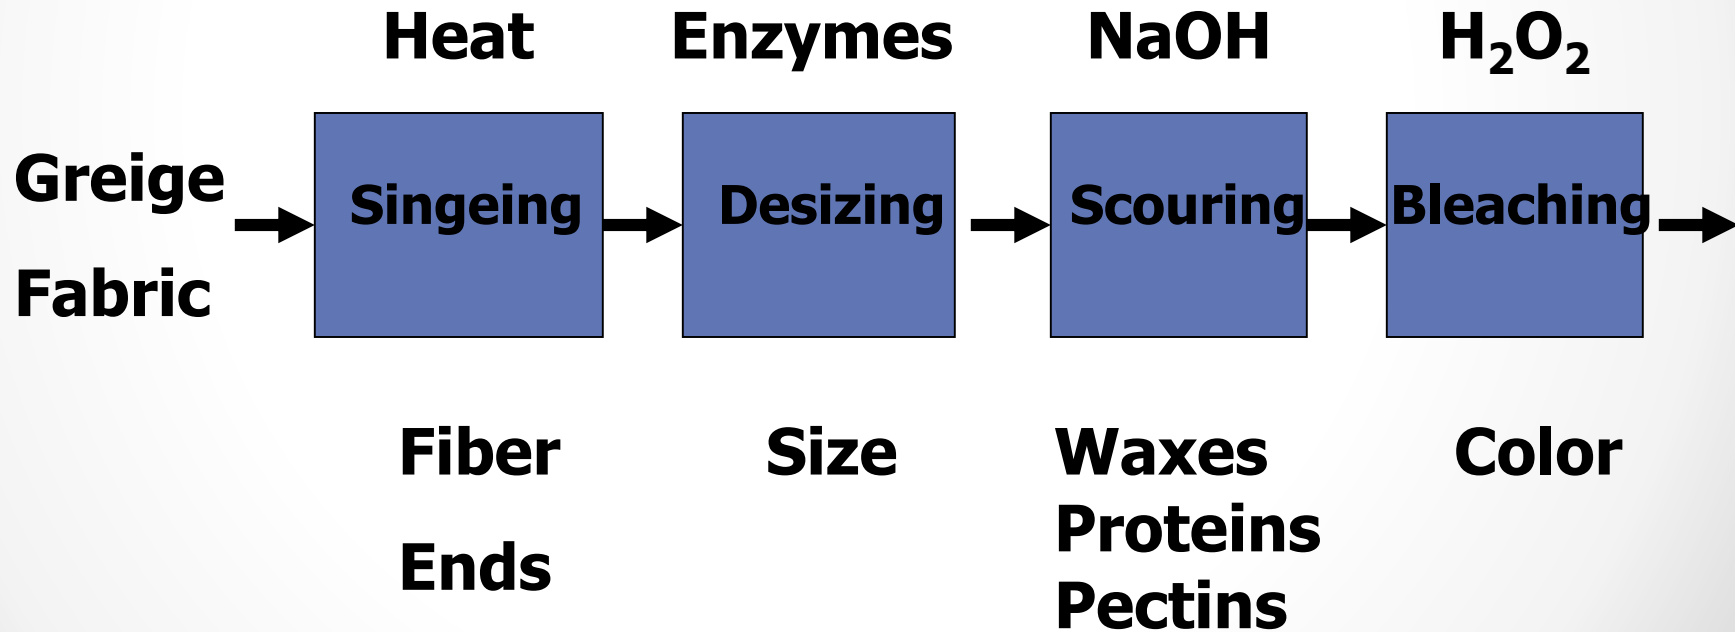 Heat Enzymes NaOH H₂O₂
Greige
Fabric
Singeing Desizing Scouring Bleaching
Fiber
Ends
Size
Waxes
Proteins
Pectins
Color